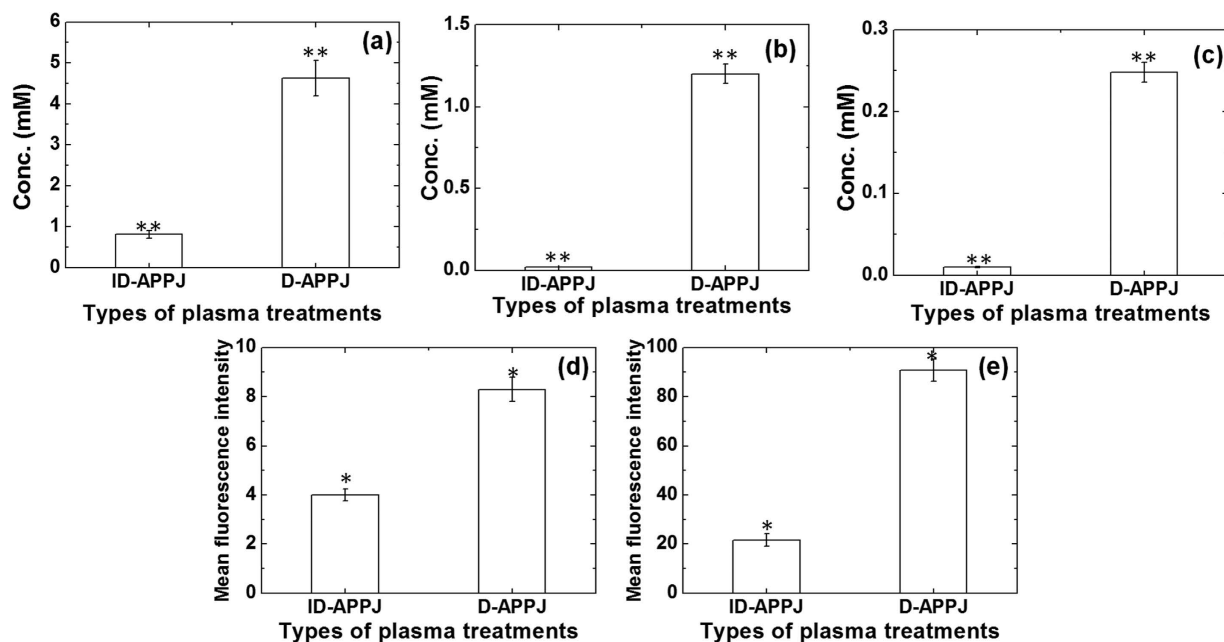 (a)
6
5
4
3
2
1
0
Conc. (mM)
**
**
ID-APPJ D-APPJ
Types of plasma treatments
(b)
1.5
1.0
0.5
0.0
Conc. (mM)
**
**
ID-APPJ D-APPJ
Types of plasma treatments
(c)
0.3
0.2
0.1
0.0
Conc. (mM)
**
**
ID-APPJ D-APPJ
Types of plasma treatments
(d)
10
8
6
4
2
0
Mean fluorescence intensity
*
*
ID-APPJ D-APPJ
Types of plasma treatments
(e)
100
80
60
40
20
0
Mean fluorescence intensity
*
*
ID-APPJ D-APPJ
Types of plasma treatments